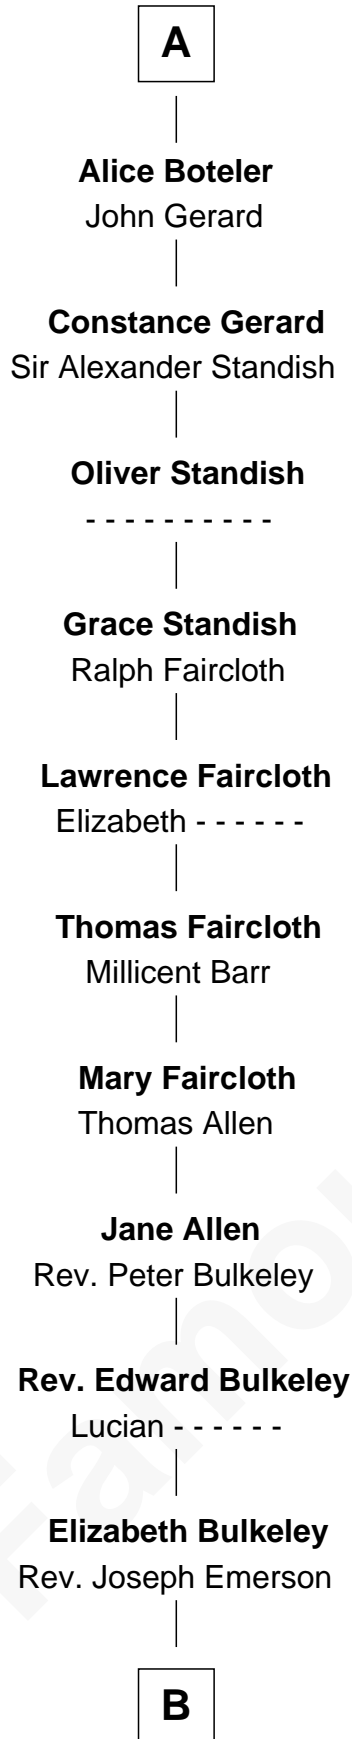 A
Alice Boteler
John Gerard
Constance Gerard
Sir Alexander Standish
Oliver Standish
- - - - - - - - - -
Grace Standish
Ralph Faircloth
Lawrence Faircloth
Elizabeth - - - - - -
Thomas Faircloth
Millicent Barr
Mary Faircloth
Thomas Allen
Jane Allen
Rev. Peter Bulkeley
Rev. Edward Bulkeley
Lucian - - - - - -
Elizabeth Bulkeley
Rev. Joseph Emerson
B
Famou